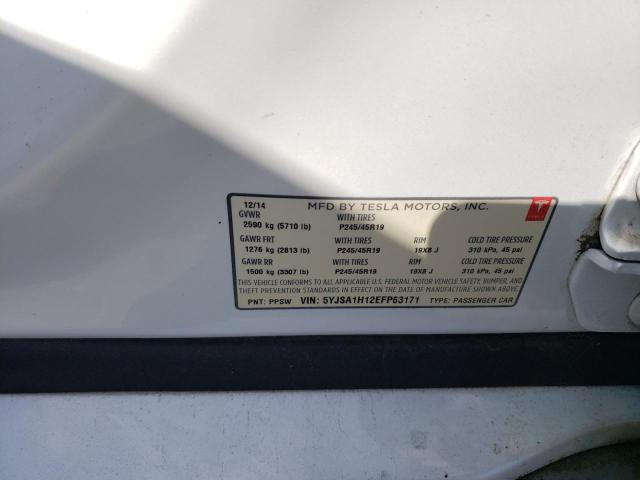 12/14 MFD BY TESLA MOTORS, INC.
GVWR WITH TIRES
2590 kg (5710 lb) P245/45R19
GAWR FRT WITH TIRES RIM COLD TIRE PRESSURE
1276 kg (2813 lb) P245/45R19 19X8 J 310 kPa, 45 psi
GAWR RR WITH TIRES RIM COLD TIRE PRESSURE
1500 kg (3307 lb) P245/45R19 19X8 J 310 kPa, 45 psi
THIS VEHICLE CONFORMS TO ALL APPLICABLE U.S. FEDERAL MOTOR VEHICLE SAFETY, BUMPER, AND
THEFT PREVENTION STANDARDS IN EFFECT ON THE DATE OF MANUFACTURE SHOWN ABOVE.
PNT: PPSW VIN: 5YJSA1H12EFP63171 TYPE: PASSENGER CAR